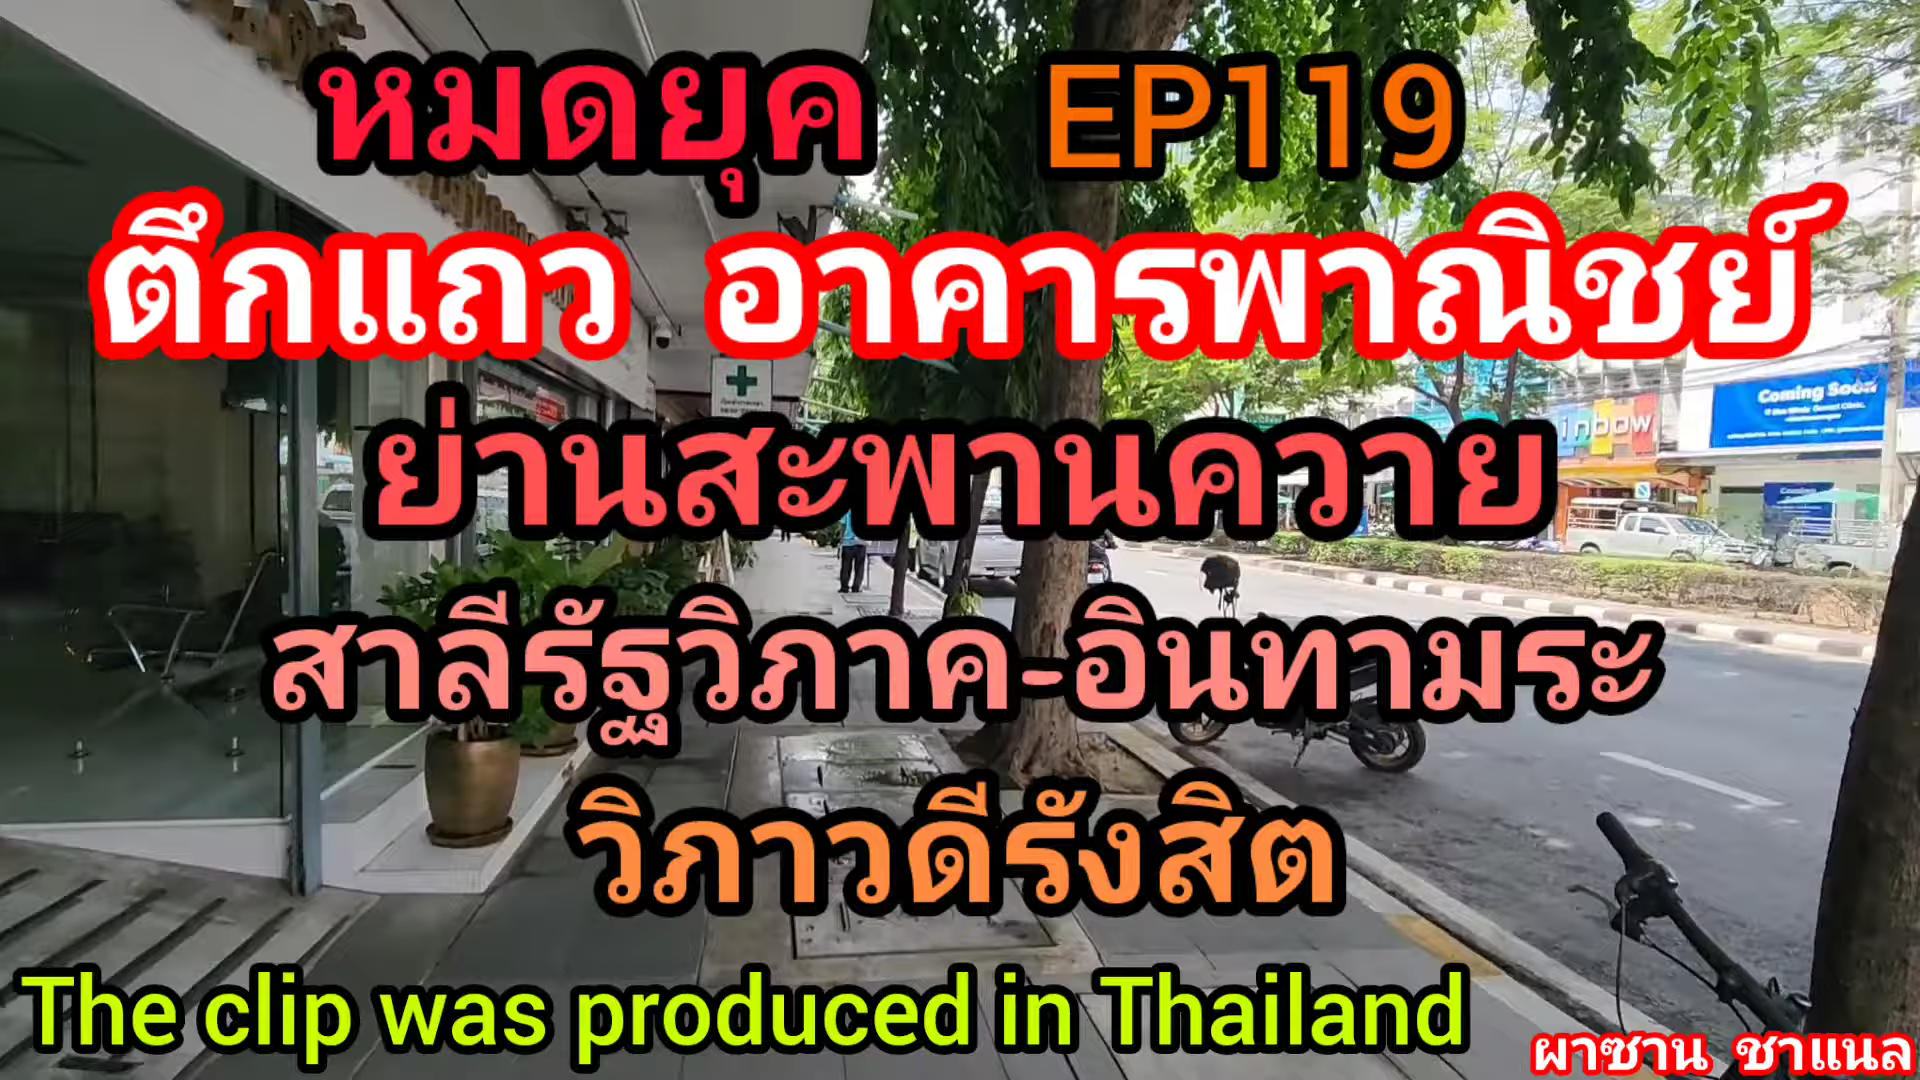 หมดยุค EP119
ตึกแถว อาคารพาณิชย์
ย่านสะพานควาย
สาลีรัฐวิภาค-อินทามระ
วิภาวดีรังสิต
The clip was produced in Thailand
ผาซาน ชาแนล
Coming Soon
inbow